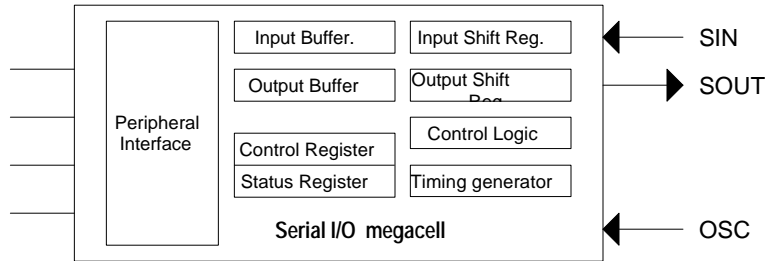 Input Buffer.
Input Shift Reg.
SIN
Output Buffer
Output Shift
Reg
SOUT
Peripheral
Interface
Control Logic
Control Register
Status Register
Timing generator
Serial I/O megacell
OSC